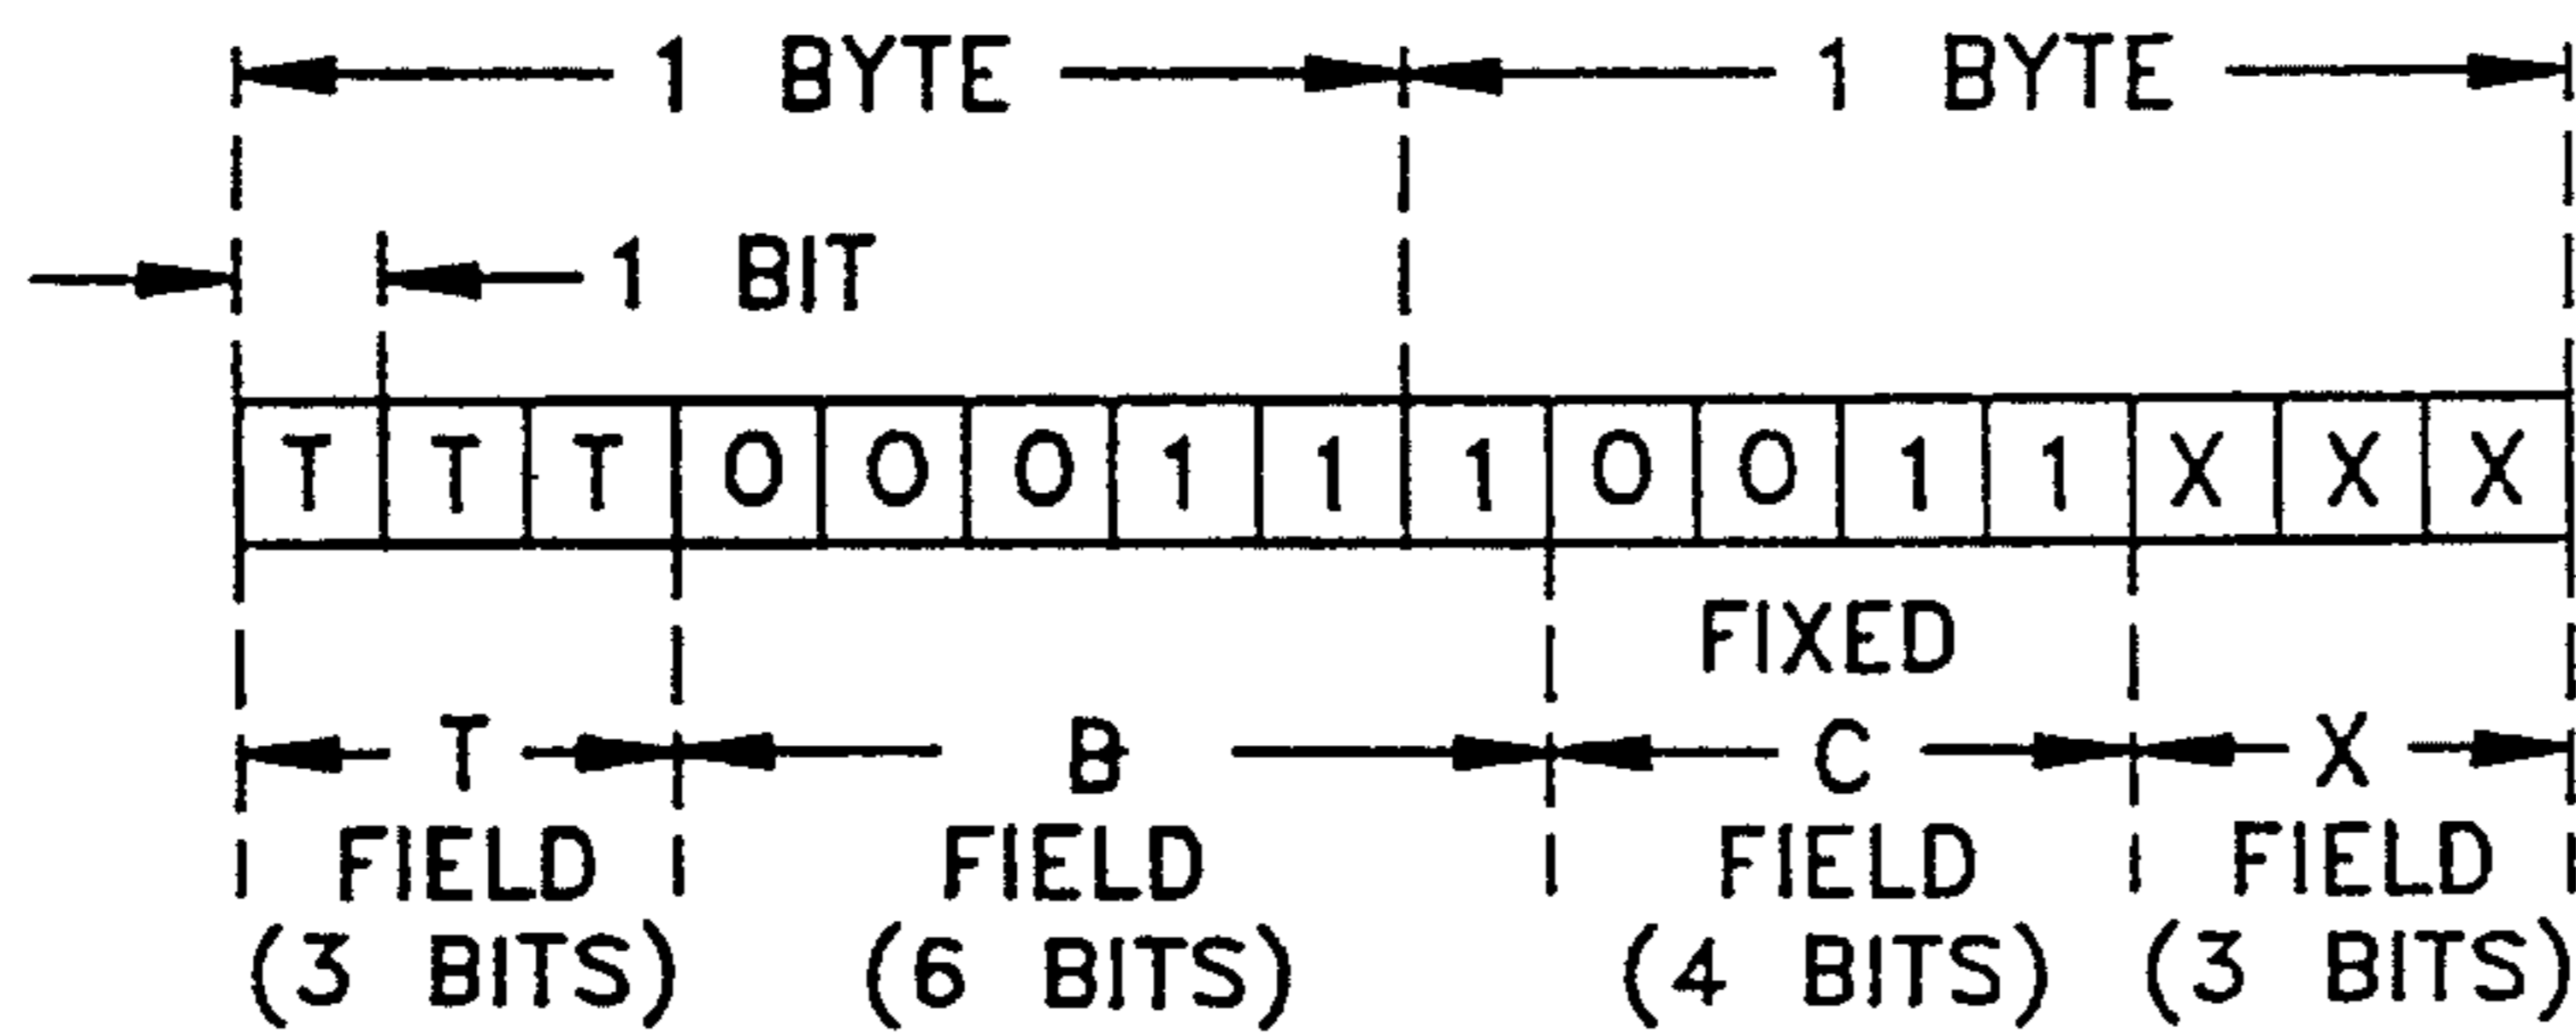 1 BYTE 1 BYTE
1 BIT
T T T 0 0 0 1 1 1 0 0 1 1 X X X
FIXED
T B C X
FIELD FIELD FIELD FIELD
(3 BITS) (6 BITS) (4 BITS) (3 BITS)